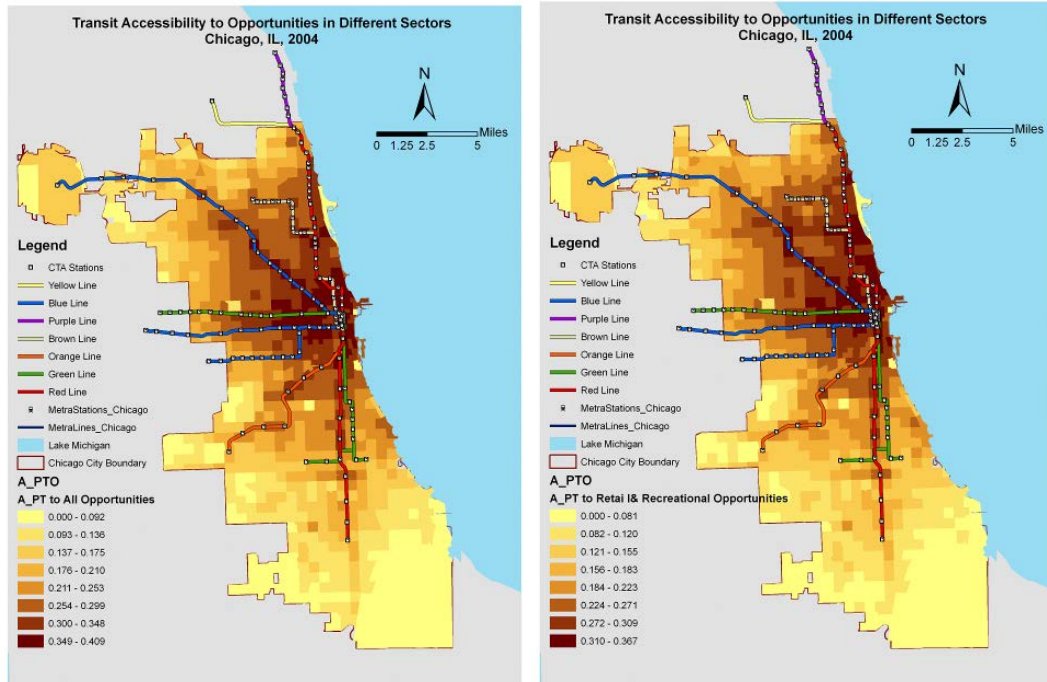 Transit Accessibility to Opportunities in Different Sectors
Chicago, IL, 2004
N
Miles
0 1.25 2.5 5
Legend
CTA Stations
Yellow Line
Blue Line
Purple Line
Brown Line
Orange Line
Green Line
Red Line
MetraStations_Chicago
MetraLines_Chicago
Lake Michigan
Chicago City Boundary
A_PTO
A_PT to All Opportunities
0.000 - 0.092
0.093 - 0.136
0.137 - 0.175
0.176 - 0.210
0.211 - 0.253
0.254 - 0.299
0.300 - 0.348
0.349 - 0.409
Transit Accessibility to Opportunities in Different Sectors
Chicago, IL, 2004
N
Miles
0 1.25 2.5 5
Legend
CTA Stations
Yellow Line
Blue Line
Purple Line
Brown Line
Orange Line
Green Line
Red Line
MetraStations_Chicago
MetraLines_Chicago
Lake Michigan
Chicago City Boundary
A_PTO
A_PT to Retai l& Recreational Opportunities
0.000 - 0.081
0.082 - 0.120
0.121 - 0.155
0.156 - 0.183
0.184 - 0.223
0.224 - 0.271
0.272 - 0.309
0.310 - 0.367